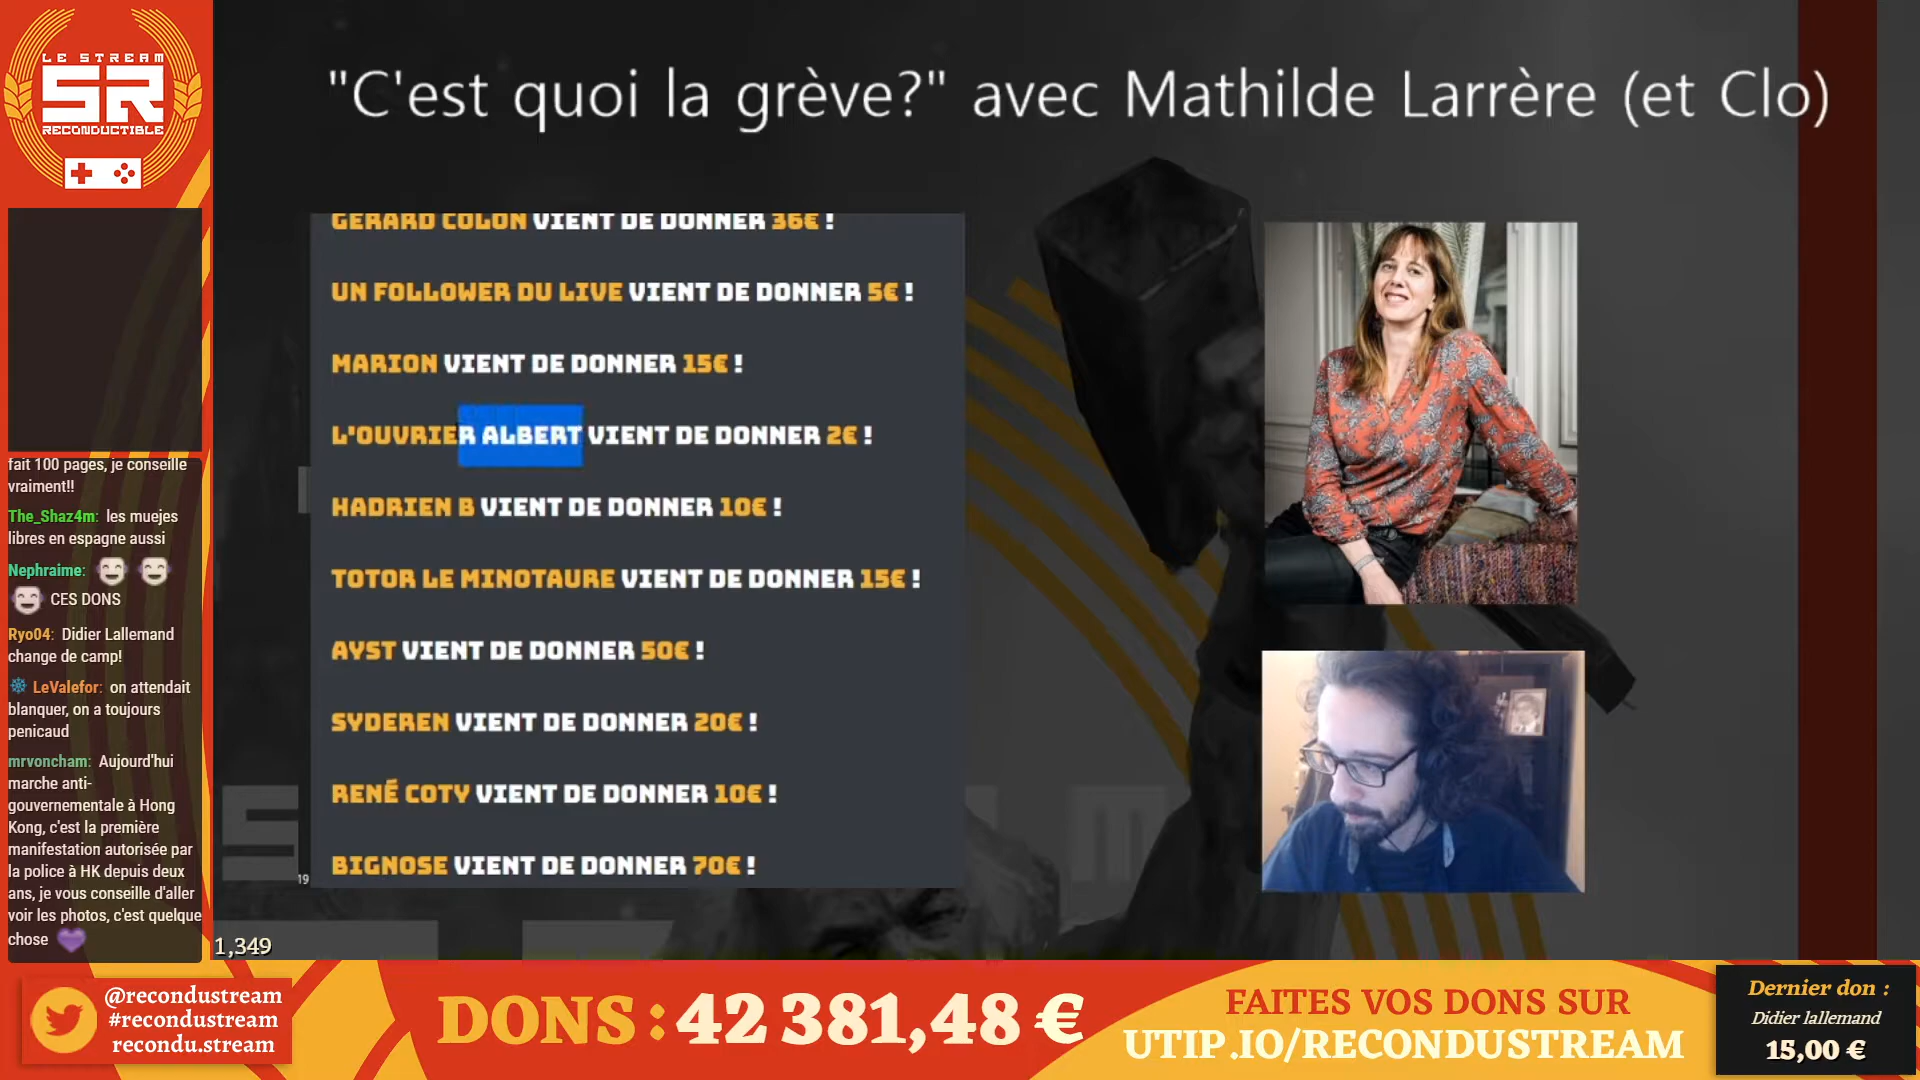 LE STREAM
SR
RECONDUCTIBLE
"C'est quoi la grève?" avec Mathilde Larrère (et Clo)
GERARD COLON VIENT DE DONNER 36€ !
UN FOLLOWER DU LIVE VIENT DE DONNER 5€ !
MARION VIENT DE DONNER 15€ !
L'OUVRIER ALBERT VIENT DE DONNER 2€ !
HADRIEN B VIENT DE DONNER 10€ !
TOTOR LE MINOTAURE VIENT DE DONNER 15€ !
AYST VIENT DE DONNER 50€ !
SYDEREN VIENT DE DONNER 20€ !
RENÉ COTY VIENT DE DONNER 10€ !
BIGNOSE VIENT DE DONNER 70€ !
19
fait 100 pages, je conseille
vraiment!!
The_Shaz4m: les muejes
libres en espagne aussi
Nephraime:
CES DONS
Ryo04: Didier Lallemand
change de camp!
LeValefor: on attendait
blanquer, on a toujours
penicaud
mrvoncham: Aujourd'hui
marche anti-
gouvernementale à Hong
Kong, c'est la première
manifestation autorisée par
la police à HK depuis deux
ans, je vous conseille d'aller
voir les photos, c'est quelque
chose
1,349
@recondustream
#recondustream
recondu.stream
DONS : 42 381,48 €
FAITES VOS DONS SUR
UTIP.IO/RECONDUSTREAM
Dernier don :
Didier lallemand
15,00 €